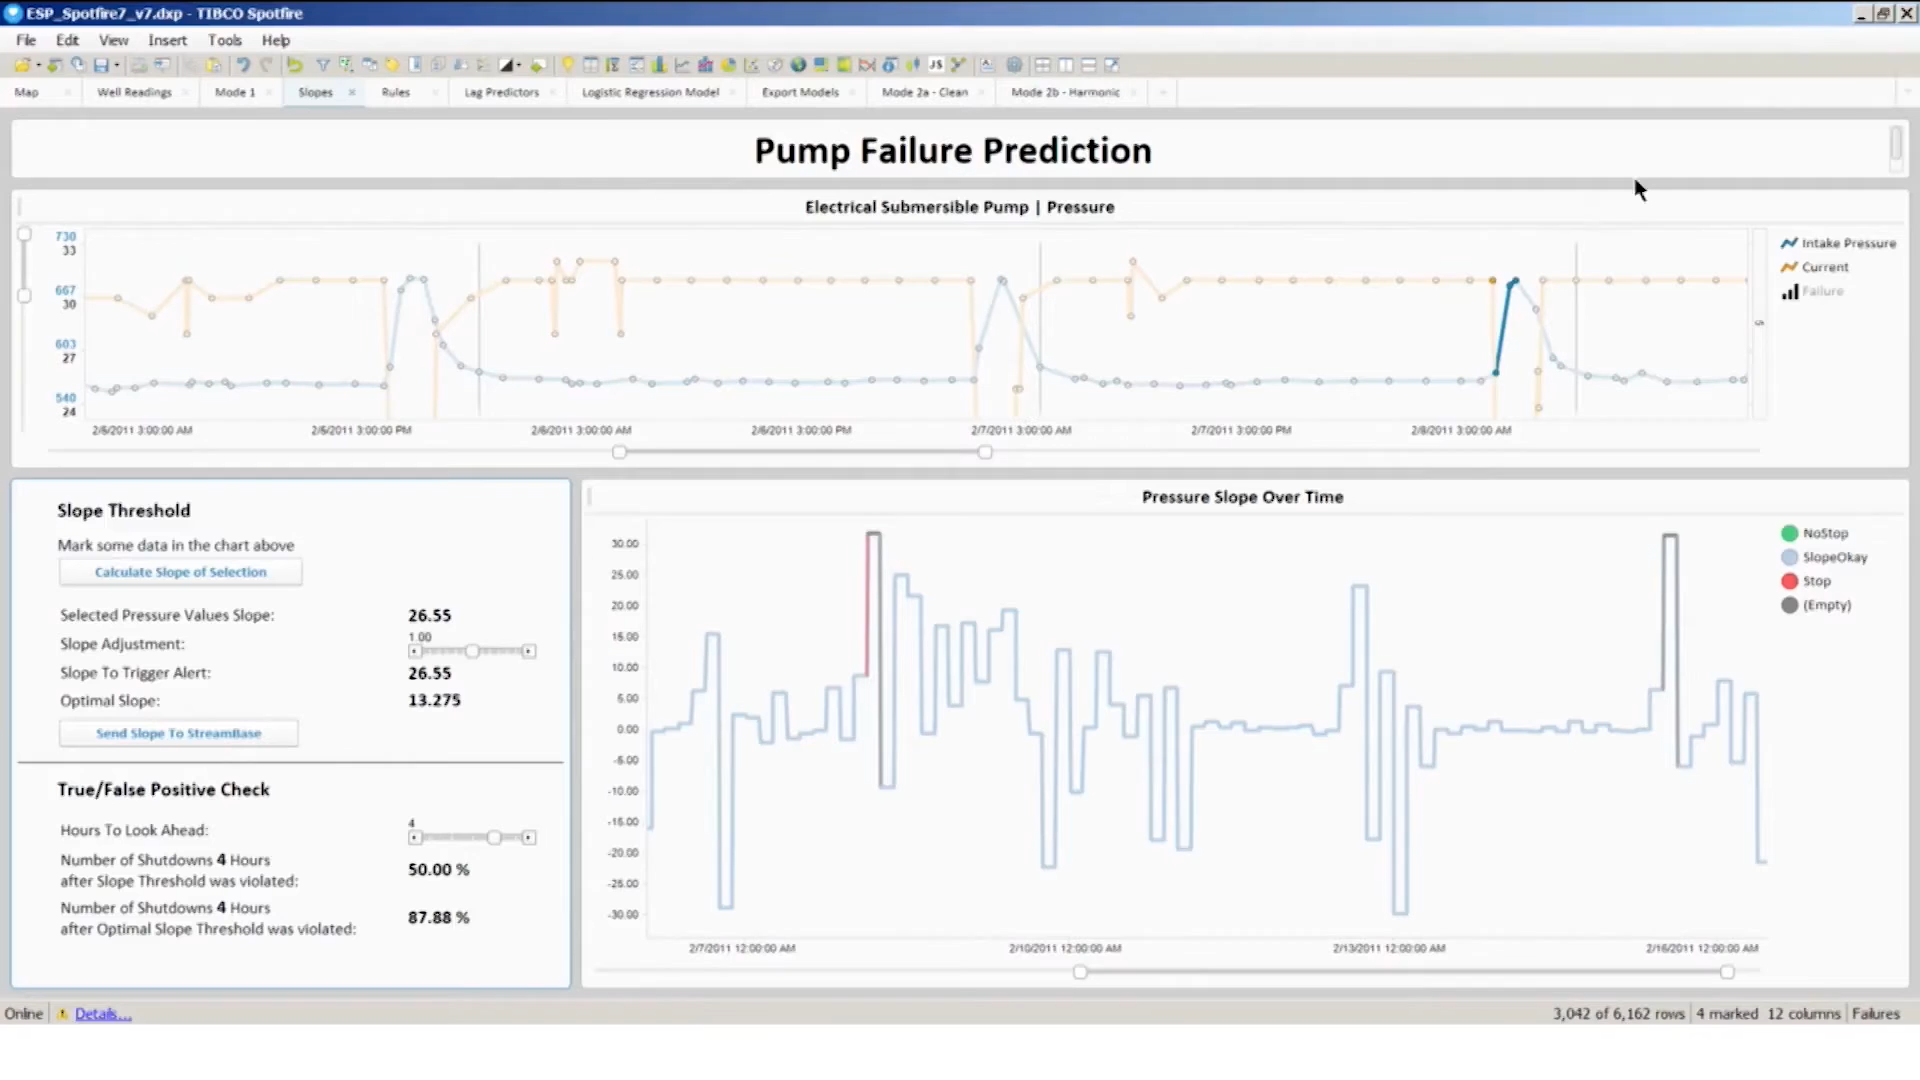 ESP_Spotfire7_v7.dxp - TIBCO Spotfire
File Edit View Insert Tools Help
JS
Map Well Readings Mode 1 Slopes Rules Lag Predictors Logistic Regression Model Export Models Mode 2a - Clean Mode 2b - Harmonic
Pump Failure Prediction
Electrical Submersible Pump | Pressure
730
33
667
30
603
27
540
24
2/5/2011 3:00:00 AM 2/5/2011 3:00:00 PM 2/6/2011 3:00:00 AM 2/6/2011 3:00:00 PM 2/7/2011 3:00:00 AM 2/7/2011 3:00:00 PM 2/8/2011 3:00:00 AM
Intake Pressure
Current
Failure
Slope Threshold
Mark some data in the chart above
Calculate Slope of Selection
Selected Pressure Values Slope: 26.55
Slope Adjustment: 1.00
Slope To Trigger Alert: 26.55
Optimal Slope: 13.275
Send Slope To StreamBase
True/False Positive Check
Hours To Look Ahead: 4
Number of Shutdowns 4 Hours
after Slope Threshold was violated: 50.00 %
Number of Shutdowns 4 Hours
after Optimal Slope Threshold was violated: 87.88 %
Pressure Slope Over Time
30.00
25.00
20.00
15.00
10.00
5.00
0.00
-5.00
-10.00
-15.00
-20.00
-25.00
-30.00
2/7/2011 12:00:00 AM 2/10/2011 12:00:00 AM 2/13/2011 12:00:00 AM 2/16/2011 12:00:00 AM
NoStop
SlopeOkay
Stop
(Empty)
Online Details... 3,042 of 6,162 rows 4 marked 12 columns Failures